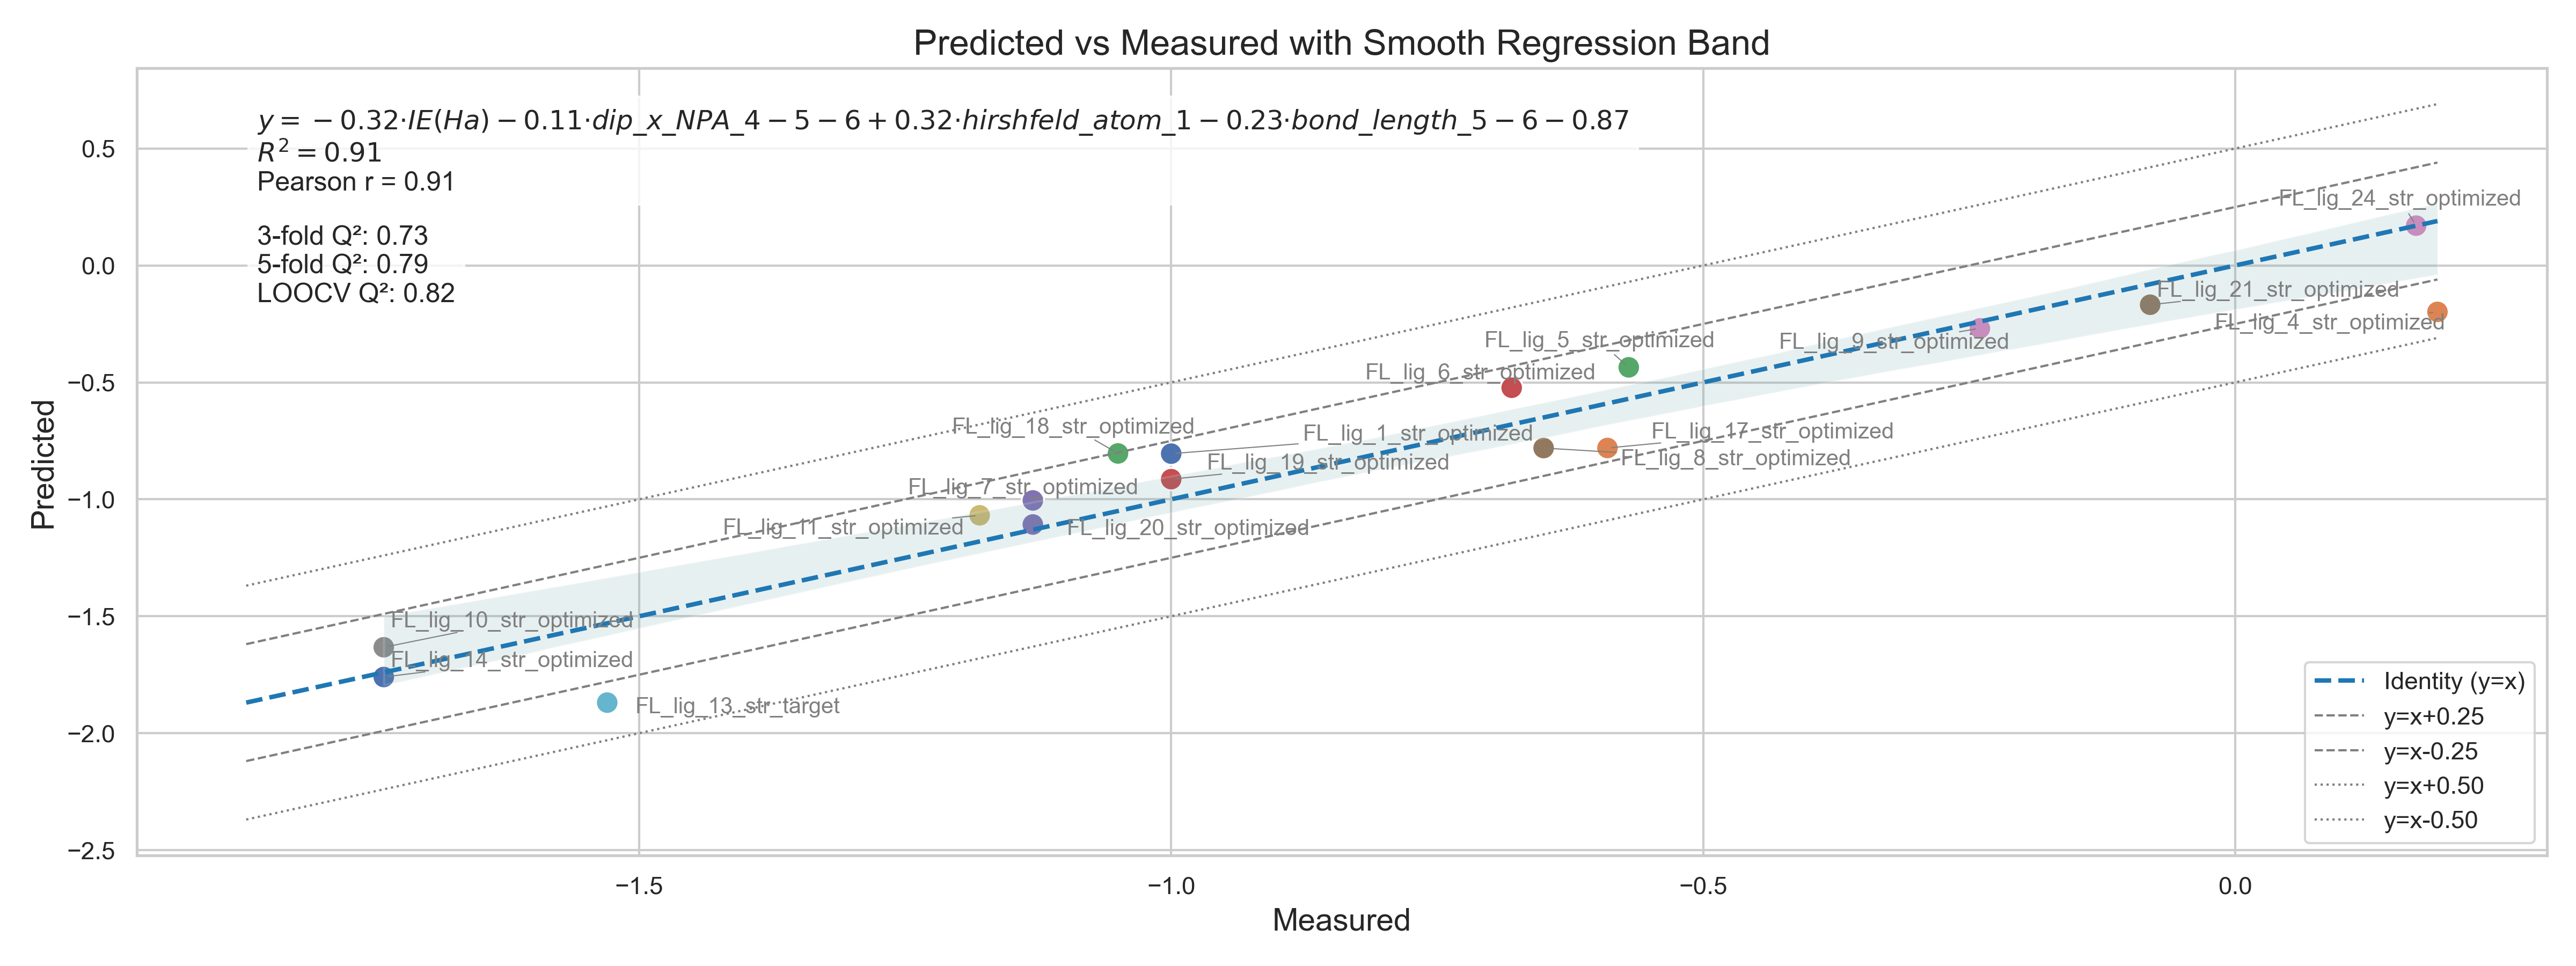 Predicted vs Measured with Smooth Regression Band
y = −0.32·IE(Ha) − 0.11·dip_x_NPA_4 − 5 − 6 + 0.32·hirshfeld_atom_1 − 0.23·bond_length_5 − 6 − 0.87
R² = 0.91
Pearson r = 0.91
3-fold Q²: 0.73
5-fold Q²: 0.79
LOOCV Q²: 0.82
FL_lig_24_str_optimized
FL_lig_21_str_optimized
FL_lig_4_str_optimized
FL_lig_9_str_optimized
FL_lig_5_str_optimized
FL_lig_6_str_optimized
FL_lig_18_str_optimized
FL_lig_1_str_optimized
FL_lig_17_str_optimized
FL_lig_19_str_optimized
FL_lig_8_str_optimized
FL_lig_7_str_optimized
FL_lig_11_str_optimized
FL_lig_20_str_optimized
FL_lig_10_str_optimized
FL_lig_14_str_optimized
FL_lig_13_str_target
Identity (y=x)
y=x+0.25
y=x-0.25
y=x+0.50
y=x-0.50
0.5
0.0
−0.5
−1.0
−1.5
−2.0
−2.5
Predicted
−1.5
−1.0
−0.5
0.0
Measured